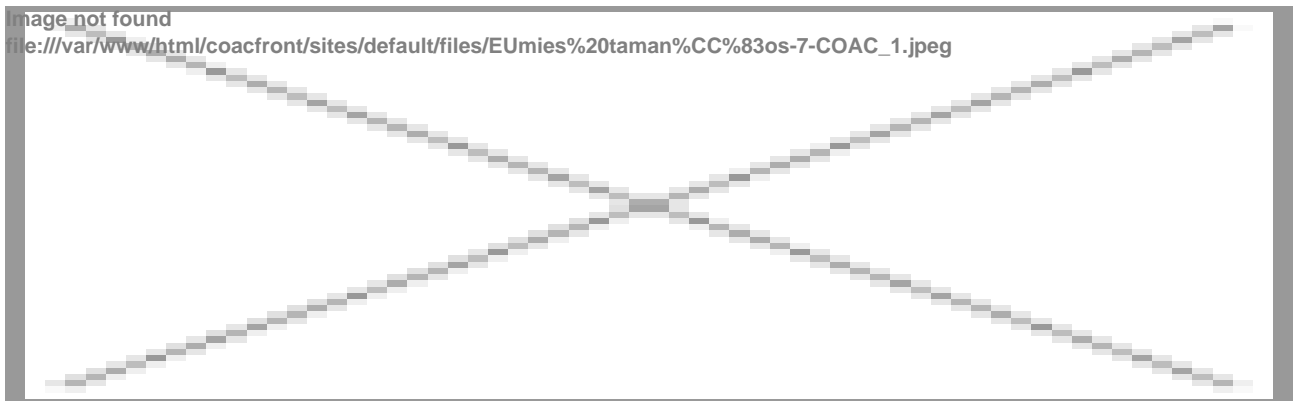 Image not found
file:///var/www/html/coacfront/sites/default/files/EUmies%20taman%CC%83os-7-COAC_1.jpeg